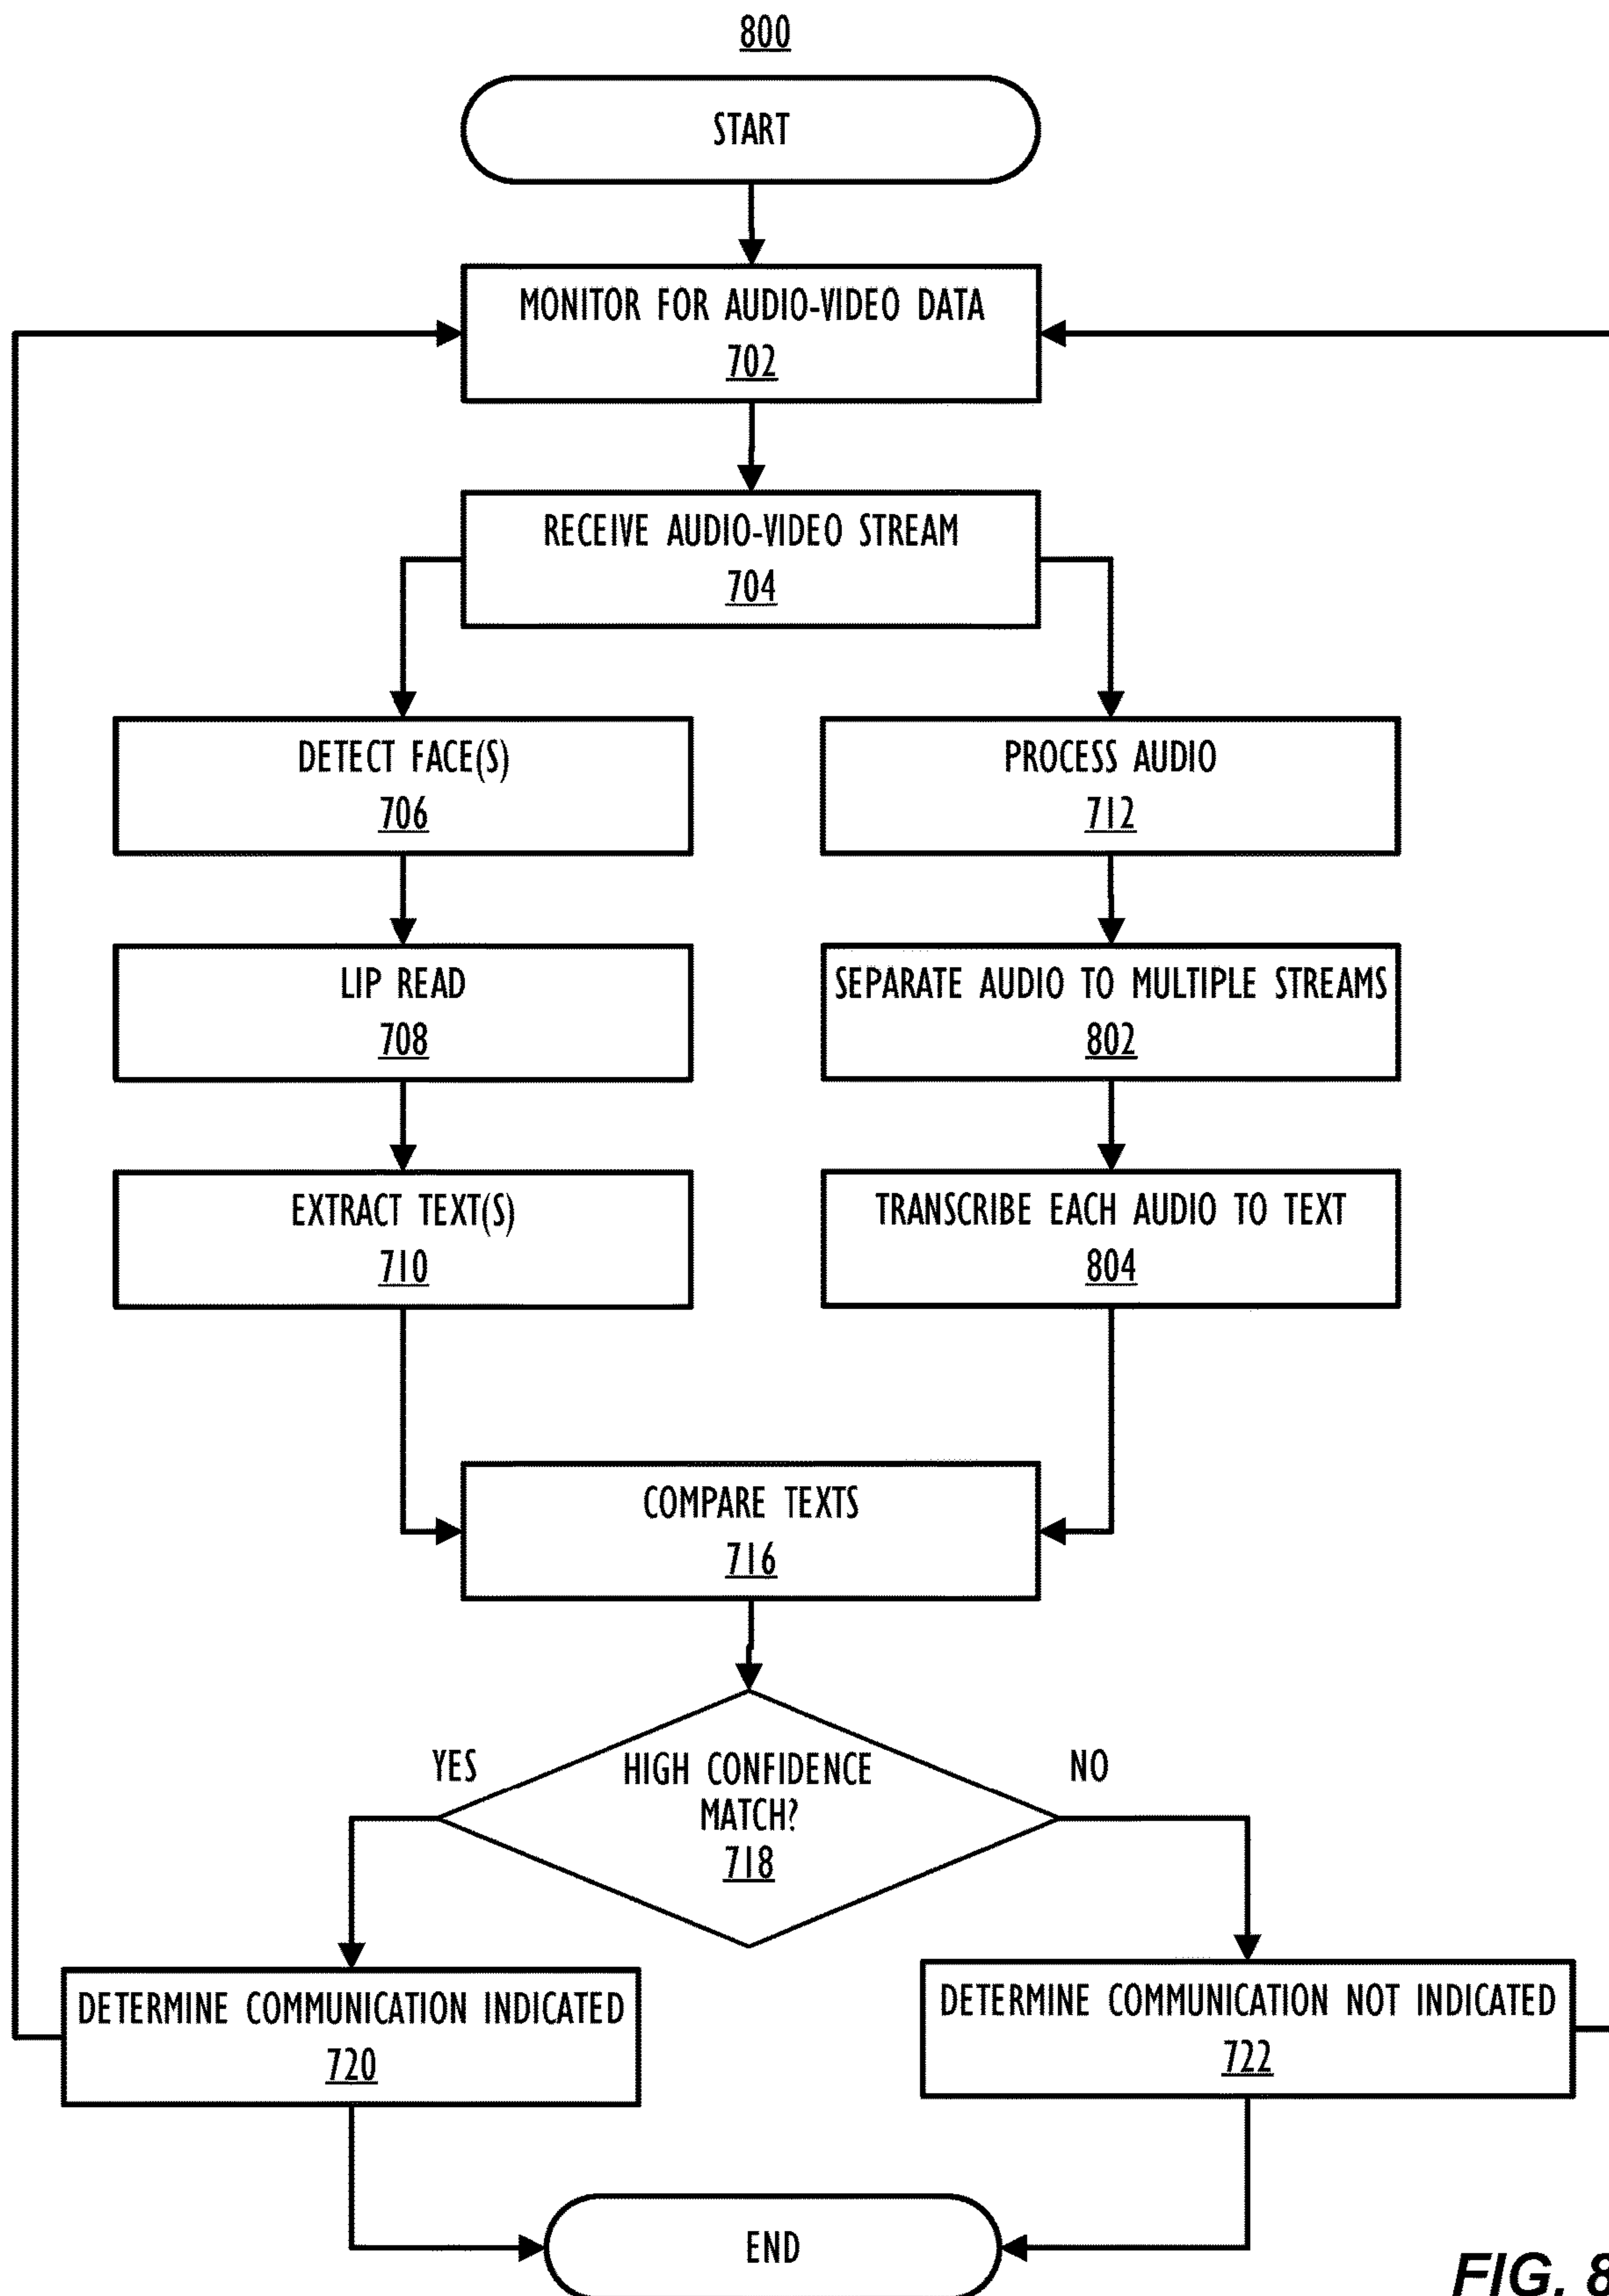 800
START
MONITOR FOR AUDIO-VIDEO DATA
702
RECEIVE AUDIO-VIDEO STREAM
704
DETECT FACE(S)
706
PROCESS AUDIO
712
LIP READ
708
SEPARATE AUDIO TO MULTIPLE STREAMS
802
EXTRACT TEXT(S)
710
TRANSCRIBE EACH AUDIO TO TEXT
804
COMPARE TEXTS
716
YES
HIGH CONFIDENCE
MATCH?
718
NO
DETERMINE COMMUNICATION INDICATED
720
DETERMINE COMMUNICATION NOT INDICATED
722
END
FIG. 8